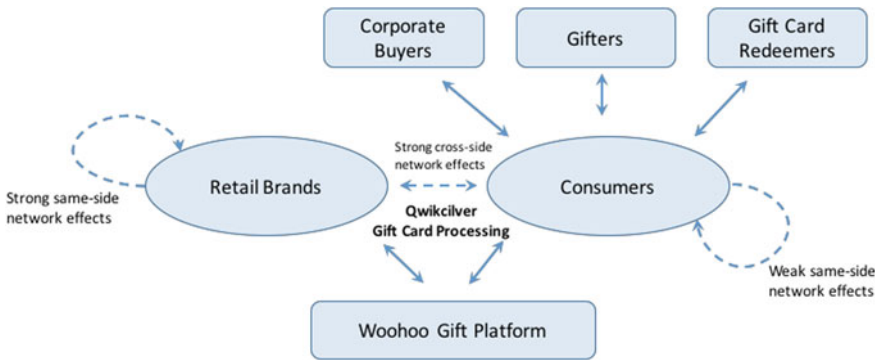 Corporate
Buyers
Gifters
Gift Card
Redeemers
Strong cross-side
network effects
Retail Brands
Consumers
Strong same-side
network effects
Qwikcilver
Gift Card Processing
Weak same-side
network effects
Woohoo Gift Platform